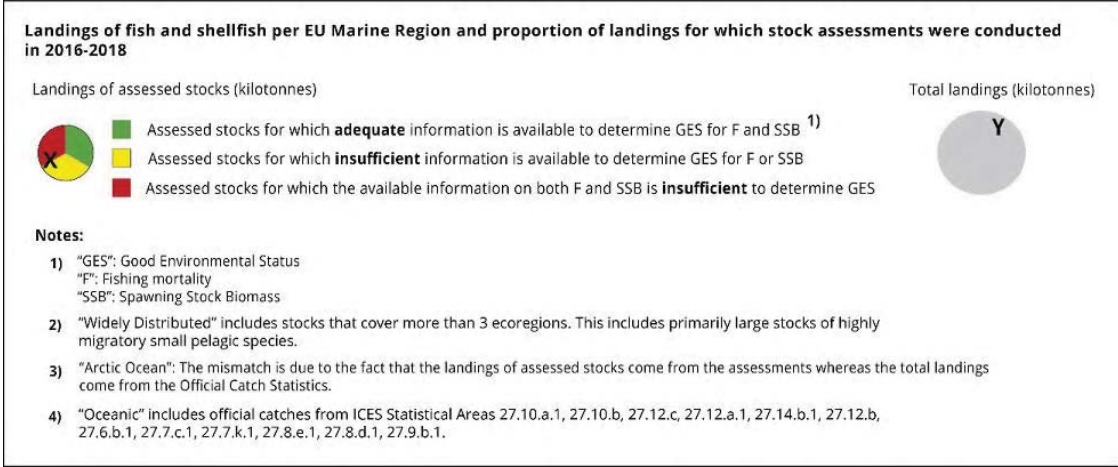 Landings of fish and shellfish per EU Marine Region and proportion of landings for which stock assessments were conducted
in 2016-2018
Landings of assessed stocks (kilotonnes)
Total landings (kilotonnes)
X
Assessed stocks for which adequate information is available to determine GES for F and SSB 1)
Assessed stocks for which insufficient information is available to determine GES for F or SSB
Assessed stocks for which the available information on both F and SSB is insufficient to determine GES
Y
Notes:
1) "GES": Good Environmental Status
"F": Fishing mortality
"SSB": Spawning Stock Biomass
2) "Widely Distributed" includes stocks that cover more than 3 ecoregions. This includes primarily large stocks of highly
migratory small pelagic species.
3) "Arctic Ocean": The mismatch is due to the fact that the landings of assessed stocks come from the assessments whereas the total landings
come from the Official Catch Statistics.
4) "Oceanic" includes official catches from ICES Statistical Areas 27.10.a.1, 27.10.b, 27.12.c, 27.12.a.1, 27.14.b.1, 27.12.b,
27.6.b.1, 27.7.c.1, 27.7.k.1, 27.8.e.1, 27.8.d.1, 27.9.b.1.